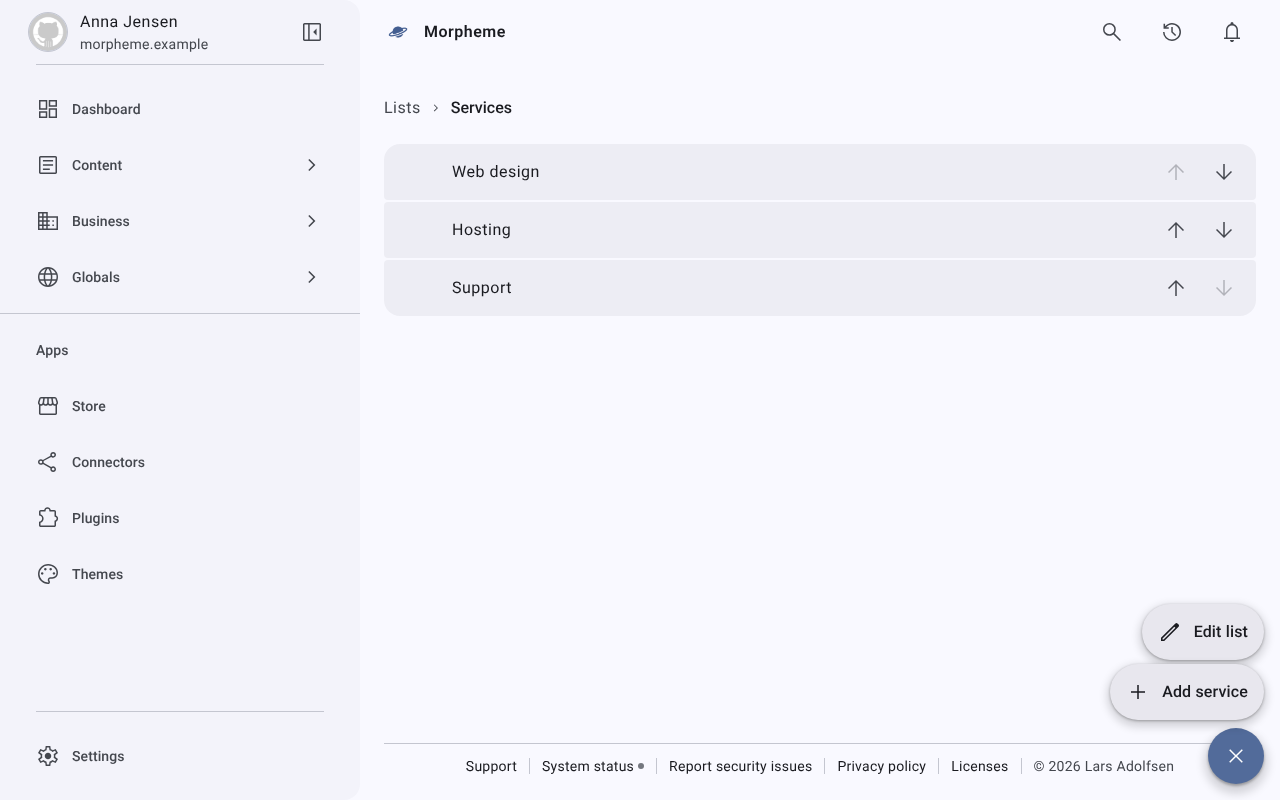 Anna Jensen
morpheme.example
Dashboard
Content
Business
Globals
Apps
Store
Connectors
Plugins
Themes
Settings
Morpheme
Lists › Services
Web design
Hosting
Support
Edit list
Add service
Support
System status
Report security issues
Privacy policy
Licenses
© 2026 Lars Adolfsen